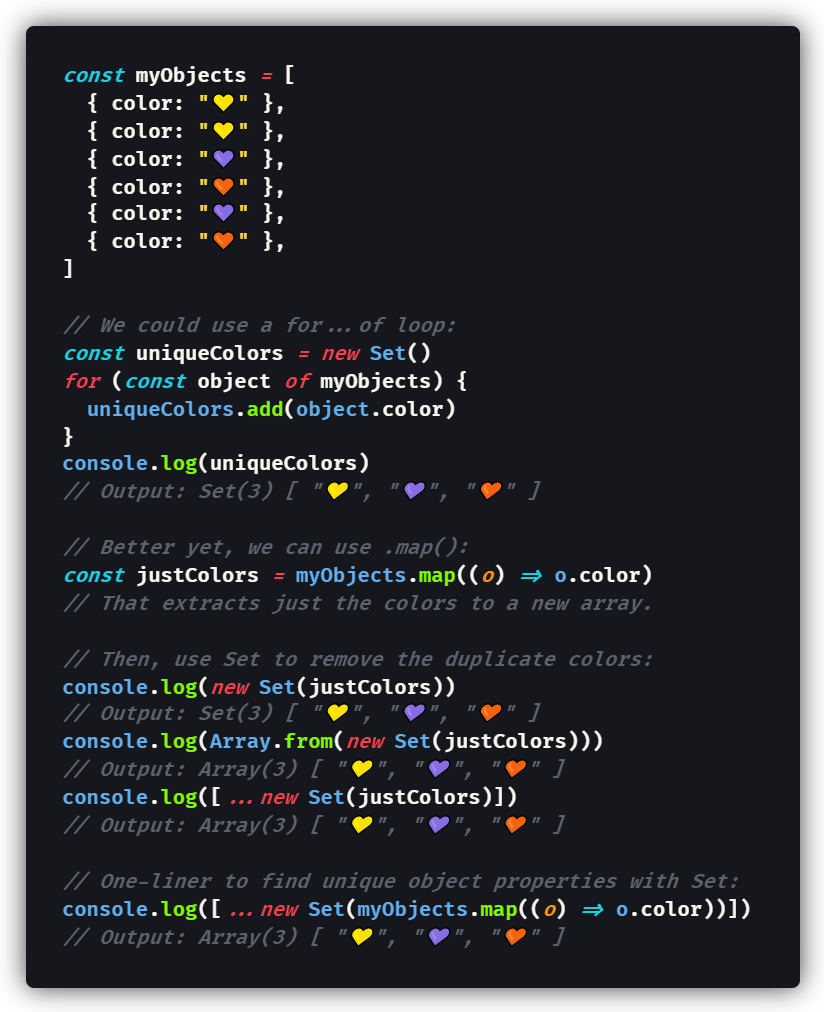 const myObjects = [
  { color: "💛" },
  { color: "💛" },
  { color: "💜" },
  { color: "🧡" },
  { color: "💜" },
  { color: "🧡" },
]

// We could use a for...of loop:
const uniqueColors = new Set()
for (const object of myObjects) {
  uniqueColors.add(object.color)
}
console.log(uniqueColors)
// Output: Set(3) [ "💛", "💜", "🧡" ]

// Better yet, we can use .map():
const justColors = myObjects.map((o) => o.color)
// That extracts just the colors to a new array.

// Then, use Set to remove the duplicate colors:
console.log(new Set(justColors))
// Output: Set(3) [ "💛", "💜", "🧡" ]
console.log(Array.from(new Set(justColors)))
// Output: Array(3) [ "💛", "💜", "🧡" ]
console.log([...new Set(justColors)])
// Output: Array(3) [ "💛", "💜", "🧡" ]

// One-liner to find unique object properties with Set:
console.log([...new Set(myObjects.map((o) => o.color))])
// Output: Array(3) [ "💛", "💜", "🧡" ]